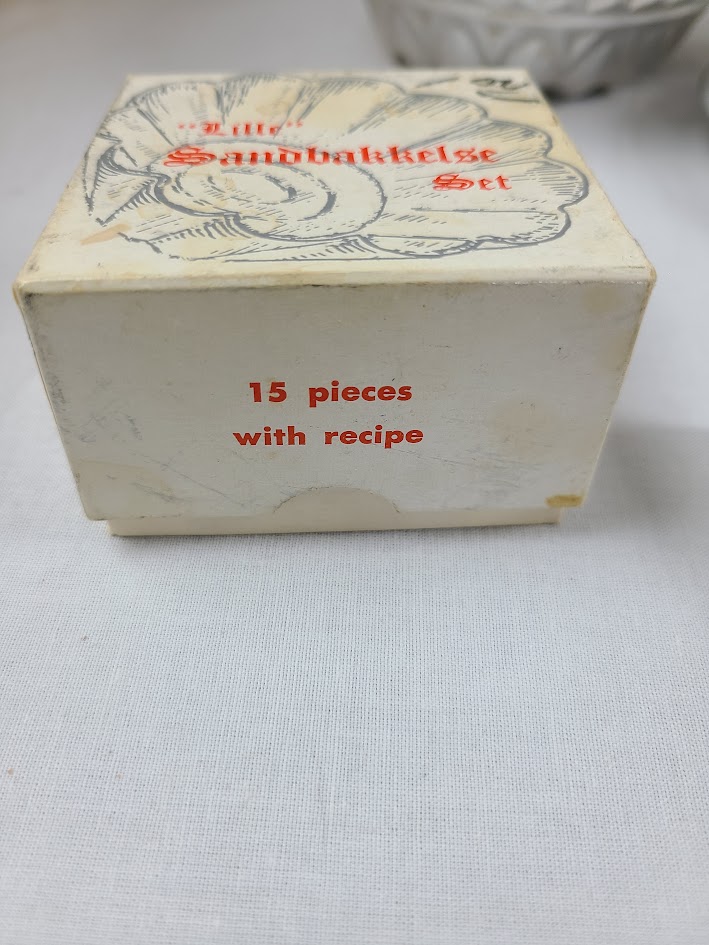 "Lille"
Sandbakkelse
Set
15 pieces
with recipe